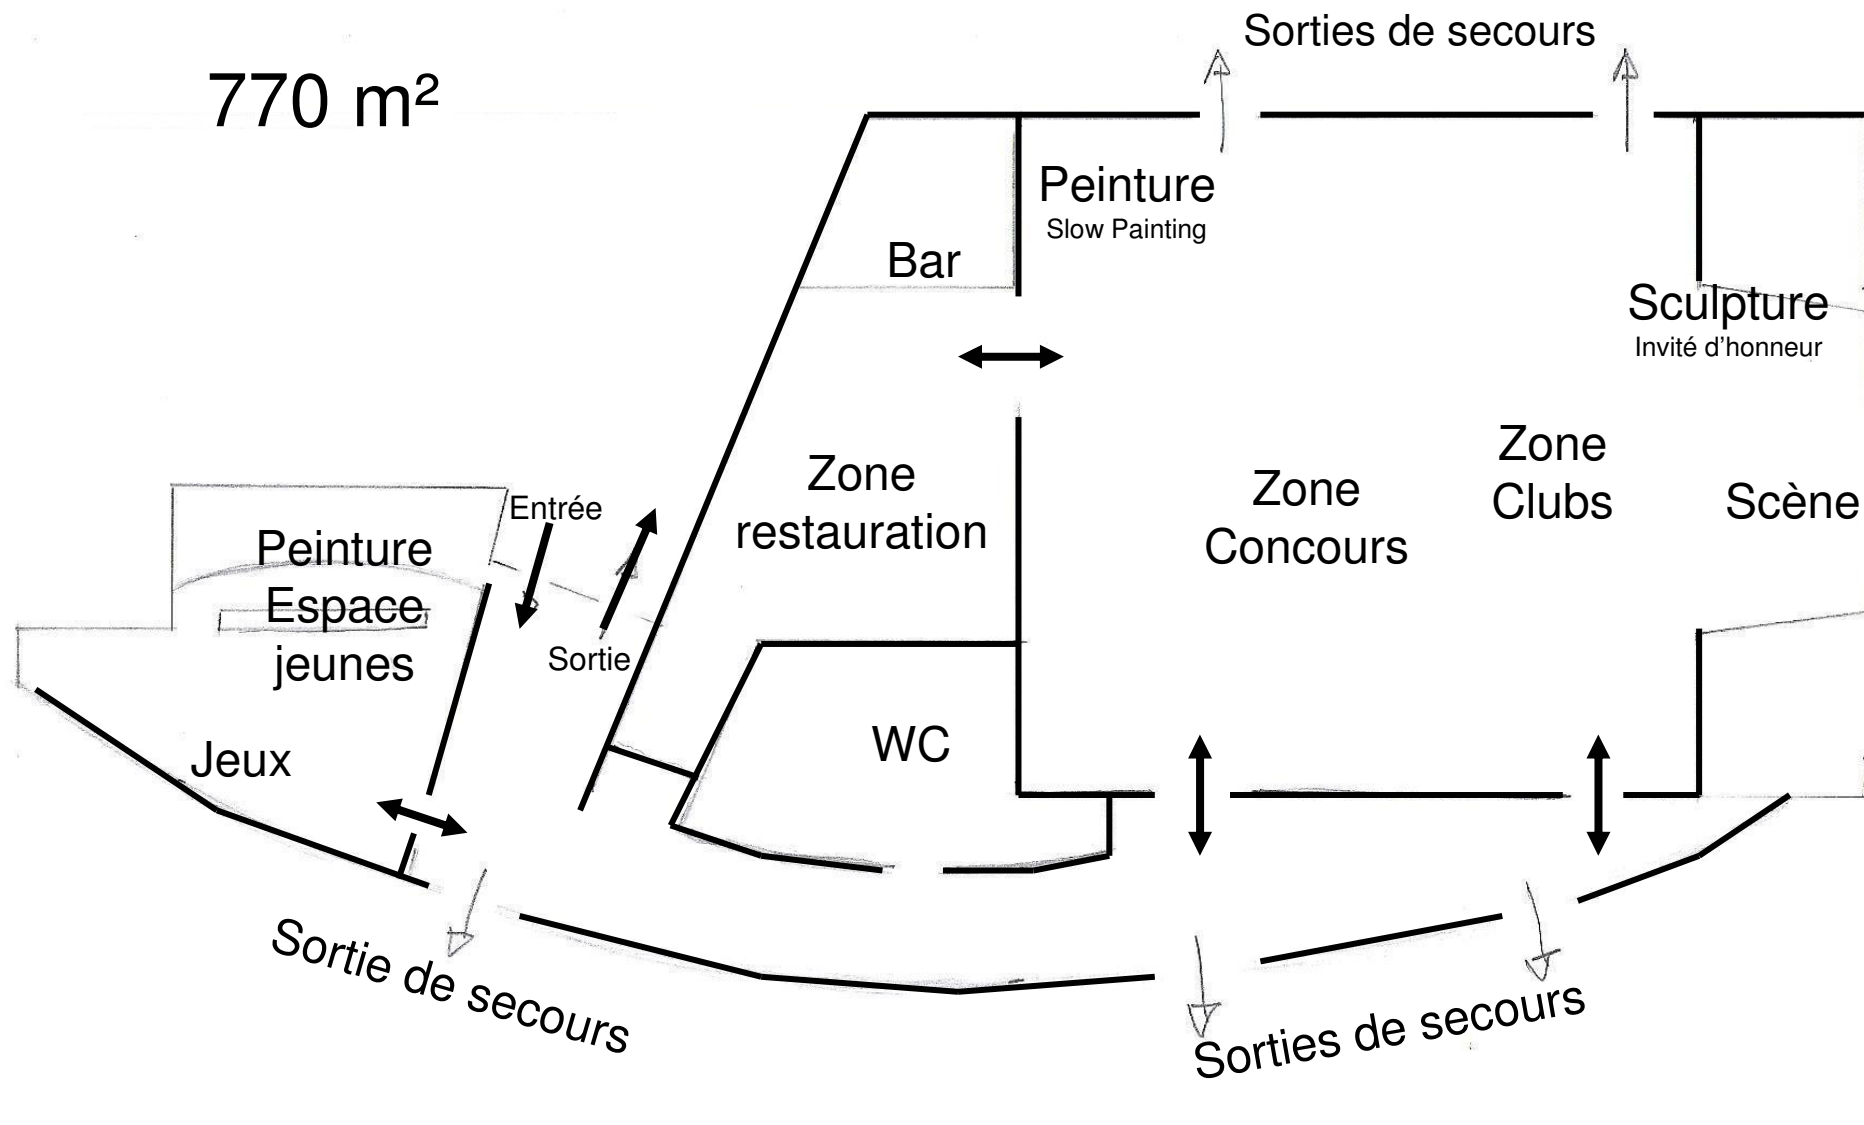 Sorties de secours
770 m²
Peinture
Slow Painting
Bar
Sculpture
Invité d’honneur
Zone
Clubs
Zone
restauration
Zone
Concours
Scène
Entrée
Peinture
Espace
jeunes
Sortie
WC
Jeux
Sortie de secours
Sorties de secours